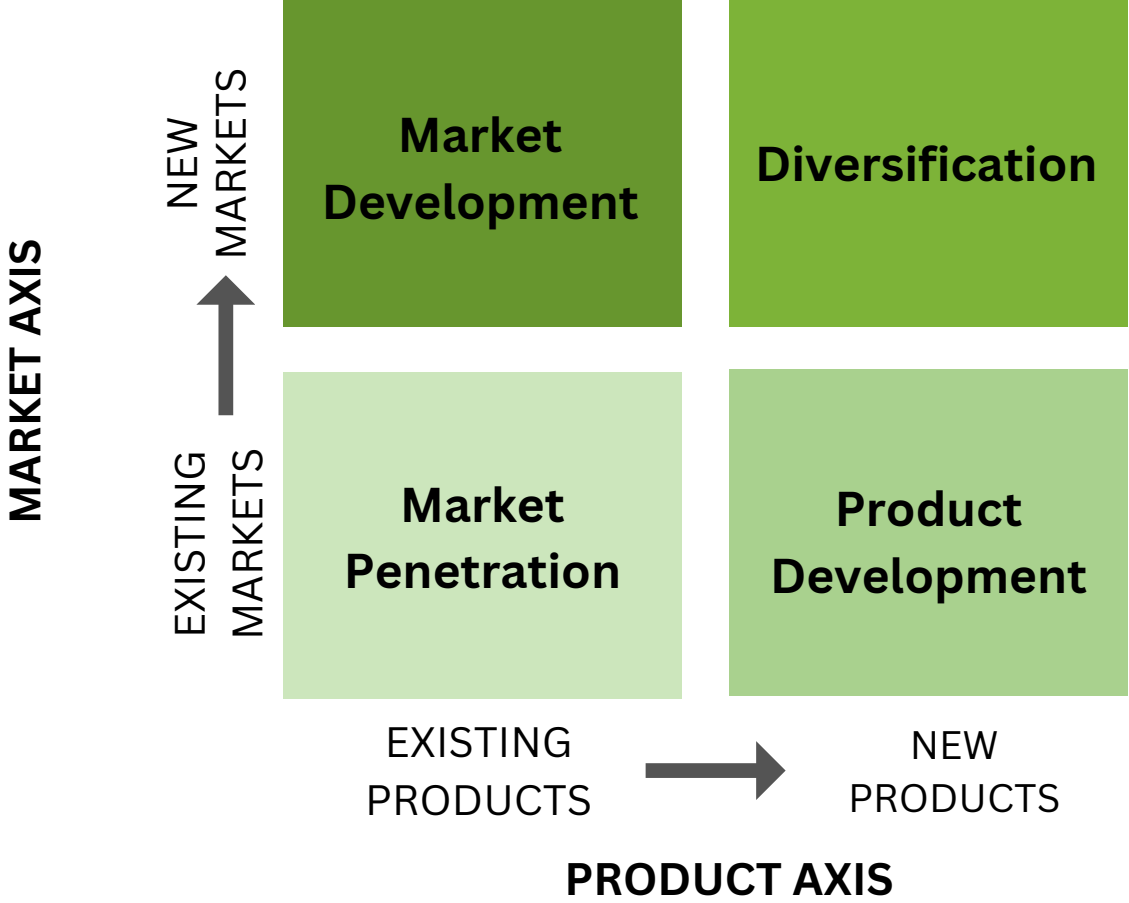 MARKET AXIS
NEW
MARKETS
EXISTING
MARKETS
Market
Development
Diversification
Market
Penetration
Product
Development
EXISTING
PRODUCTS
NEW
PRODUCTS
PRODUCT AXIS